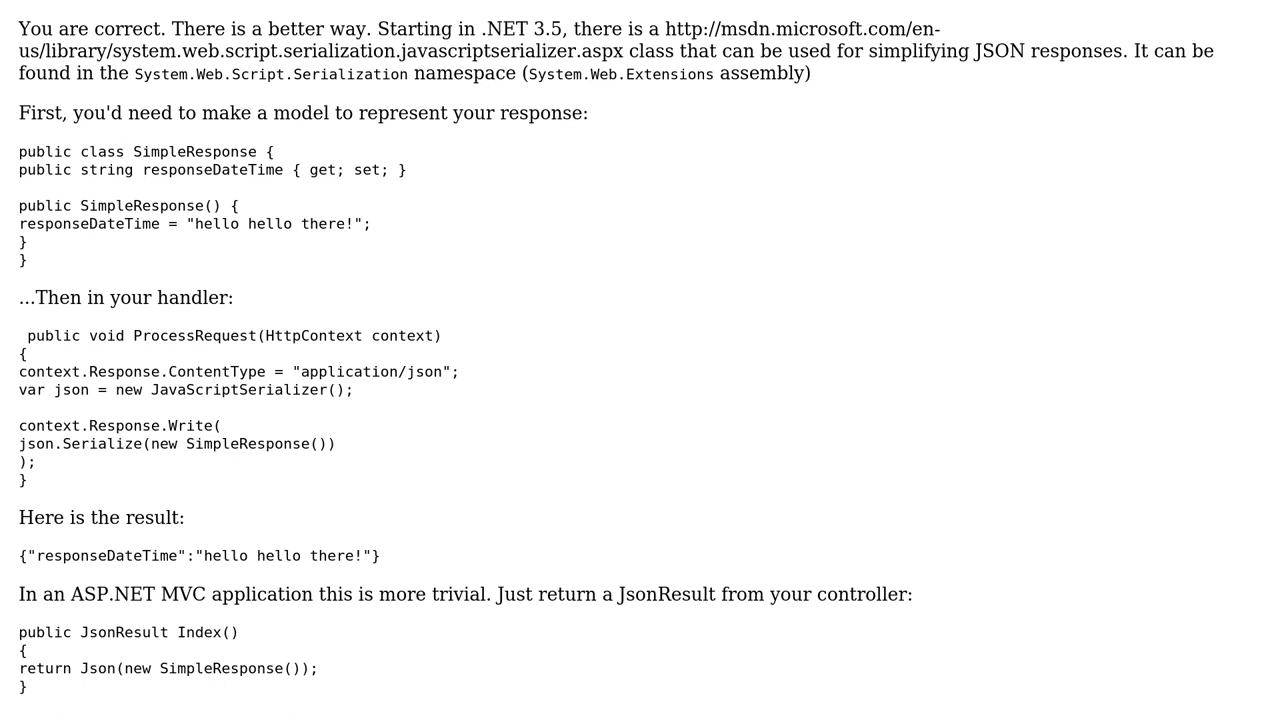 You are correct. There is a better way. Starting in .NET 3.5, there is a http://msdn.microsoft.com/en-
us/library/system.web.script.serialization.javascriptserializer.aspx class that can be used for simplifying JSON responses. It can be
found in the System.Web.Script.Serialization namespace (System.Web.Extensions assembly)
First, you'd need to make a model to represent your response:
public class SimpleResponse {
public string responseDateTime { get; set; }
public SimpleResponse() {
responseDateTime = "hello hello there!";
}
}
...Then in your handler:
public void ProcessRequest(HttpContext context)
{
context.Response.ContentType = "application/json";
var json = new JavaScriptSerializer();
context.Response.Write(
json.Serialize(new SimpleResponse())
);
}
Here is the result:
{"responseDateTime":"hello hello there!"}
In an ASP.NET MVC application this is more trivial. Just return a JsonResult from your controller:
public JsonResult Index()
{
return Json(new SimpleResponse());
}